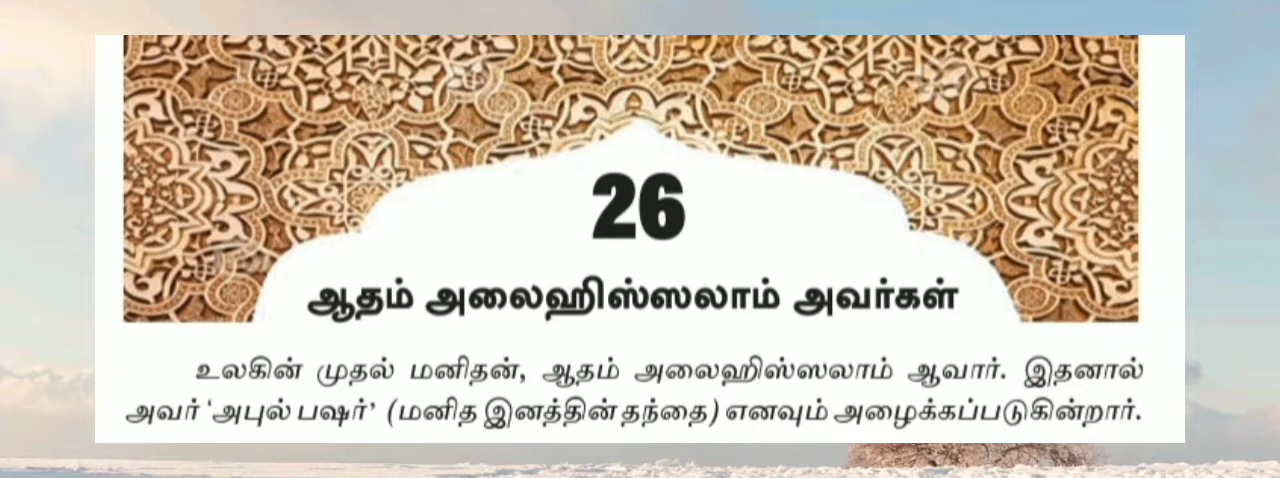 26
ஆதம் அலைஹிஸ்ஸலாம் அவர்கள்
உலகின் முதல் மனிதன், ஆதம் அலைஹிஸ்ஸலாம் ஆவார். இதனால்
அவர் ‘அபுல் பஷர்’ (மனித இனத்தின் தந்தை) எனவும் அழைக்கப்படுகின்றார்.